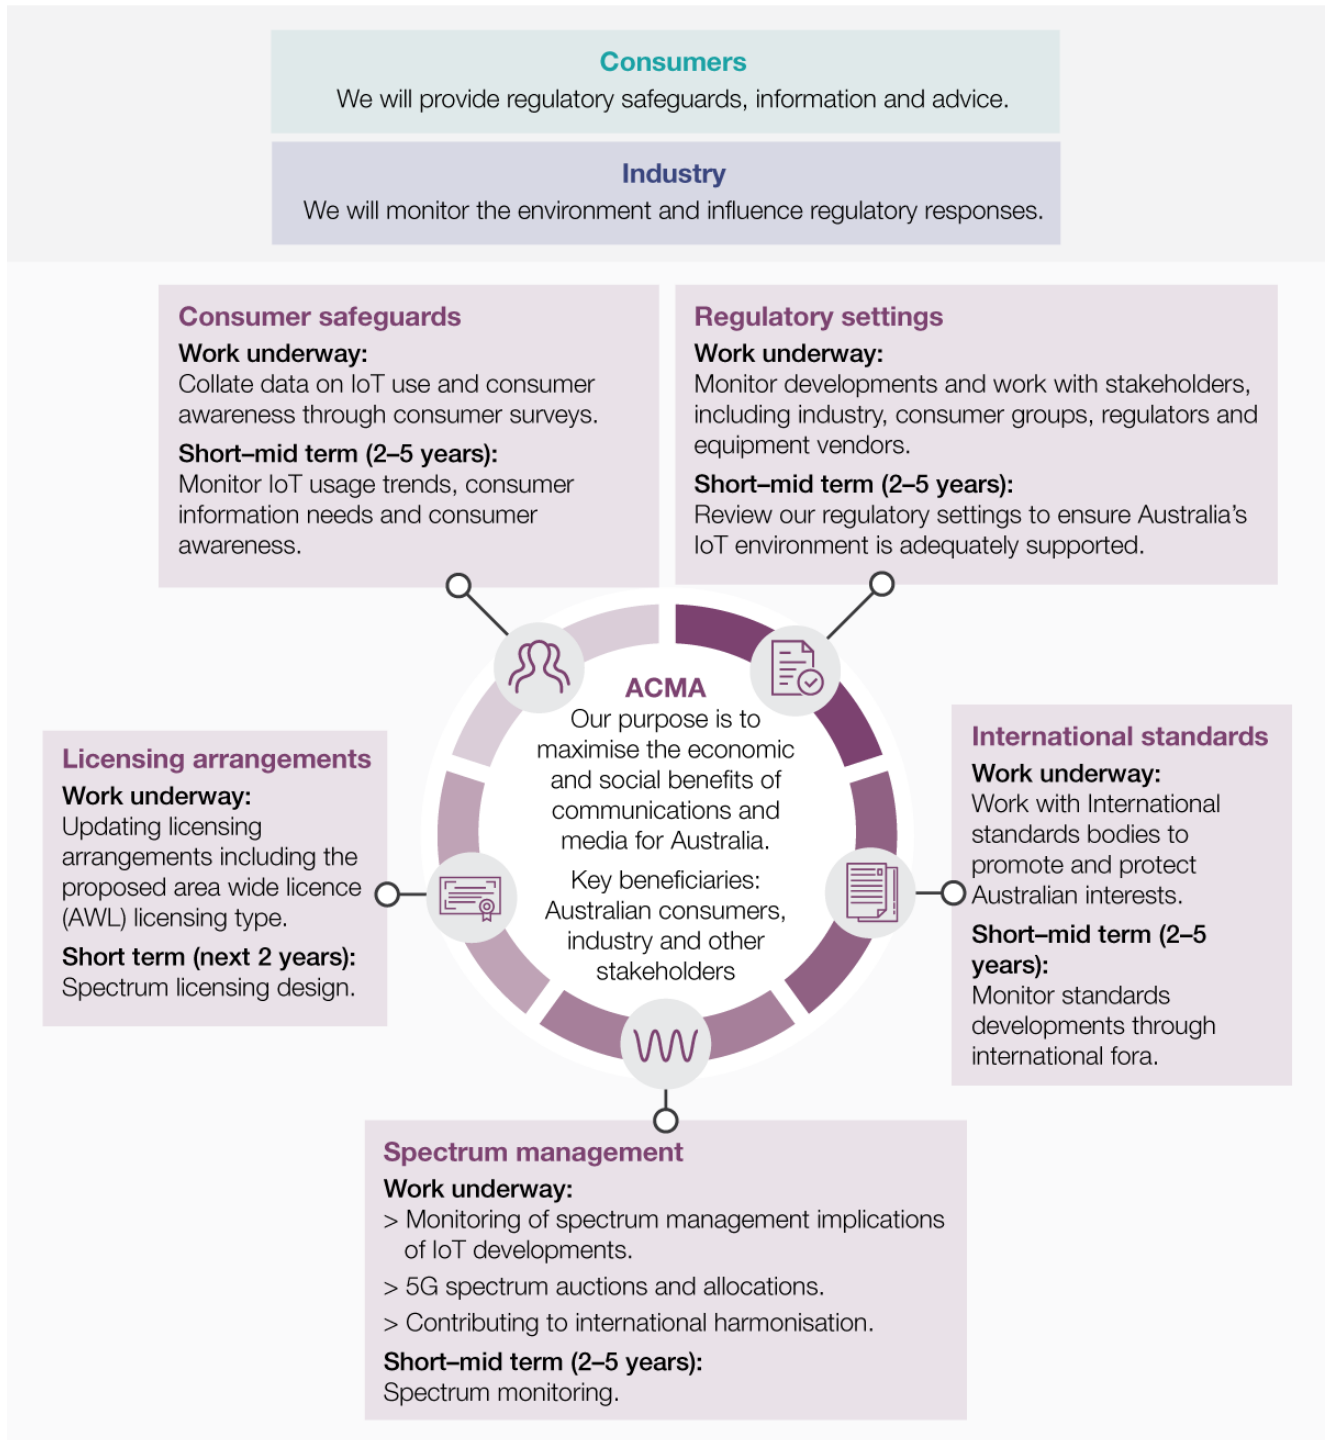 Consumers
We will provide regulatory safeguards, information and advice.
Industry
We will monitor the environment and influence regulatory responses.
Consumer safeguards
Work underway:
Collate data on IoT use and consumer
awareness through consumer surveys.
Short–mid term (2–5 years):
Monitor IoT usage trends, consumer
information needs and consumer
awareness.
Regulatory settings
Work underway:
Monitor developments and work with stakeholders,
including industry, consumer groups, regulators and
equipment vendors.
Short–mid term (2–5 years):
Review our regulatory settings to ensure Australia’s
IoT environment is adequately supported.
ACMA
Our purpose is to
maximise the economic
and social benefits of
communications and
media for Australia.
Key beneficiaries:
Australian consumers,
industry and other
stakeholders
Licensing arrangements
Work underway:
Updating licensing
arrangements including the
proposed area wide licence
(AWL) licensing type.
Short term (next 2 years):
Spectrum licensing design.
International standards
Work underway:
Work with International
standards bodies to
promote and protect
Australian interests.
Short–mid term (2–5
years):
Monitor standards
developments through
international fora.
Spectrum management
Work underway:
> Monitoring of spectrum management implications
of IoT developments.
> 5G spectrum auctions and allocations.
> Contributing to international harmonisation.
Short–mid term (2–5 years):
Spectrum monitoring.